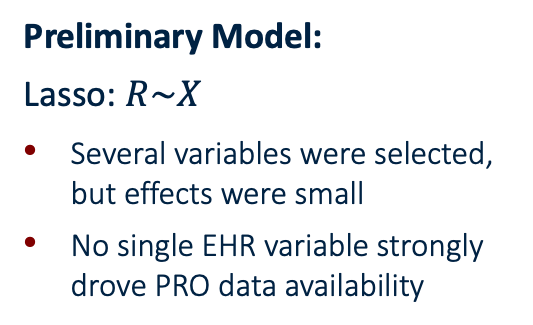 Preliminary Model:
Lasso: R~X
• Several variables were selected,
but effects were small
• No single EHR variable strongly
drove PRO data availability